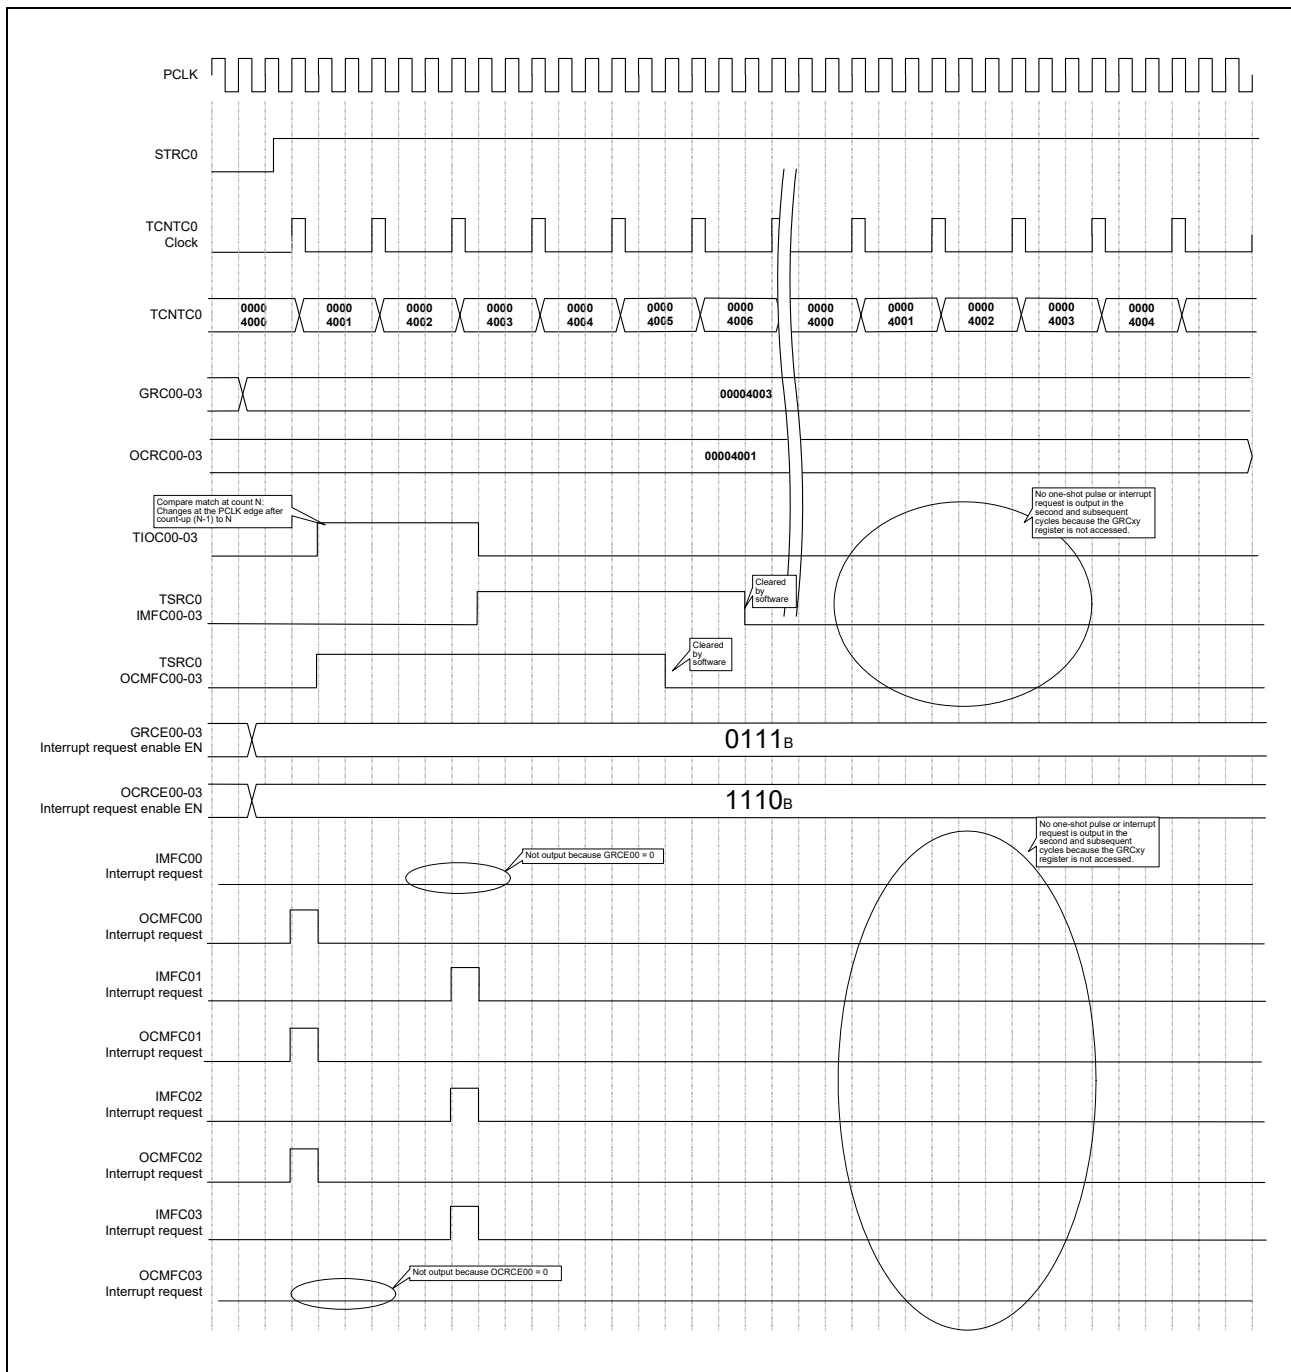 PCLK
STRC0
TCNTC0
Clock
TCNTC0
0000
4000
0000
4001
0000
4002
0000
4003
0000
4004
0000
4005
0000
4006
0000
4000
0000
4001
0000
4002
0000
4003
0000
4004
GRC00-03
00004003
OCRC00-03
00004001
Compare match at count N:
Changes at the PCLK edge after
count-up (N-1) to N
No one-shot pulse or interrupt
request is output in the
second and subsequent
cycles because the GRCxy
register is not accessed.
TIOC00-03
TSRC0
IMFC00-03
Cleared
by
software
TSRC0
OCMFC00-03
Cleared
by
software
GRCE00-03
Interrupt request enable EN
0111B
OCRCE00-03
Interrupt request enable EN
1110B
No one-shot pulse or interrupt
request is output in the
second and subsequent
cycles because the GRCxy
register is not accessed.
IMFC00
Interrupt request
Not output because GRCE00 = 0
OCMFC00
Interrupt request
IMFC01
Interrupt request
OCMFC01
Interrupt request
IMFC02
Interrupt request
OCMFC02
Interrupt request
IMFC03
Interrupt request
OCMFC03
Interrupt request
Not output because OCRCE00 = 0